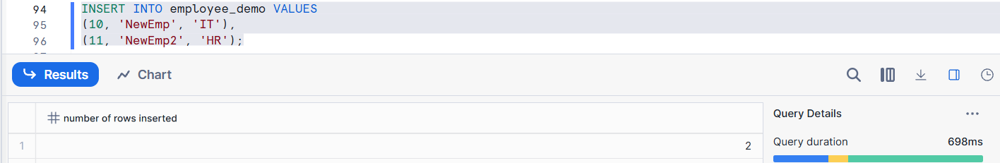 94 INSERT INTO employee_demo VALUES
95 (10, 'NewEmp', 'IT'),
96 (11, 'NewEmp2', 'HR');
Results Chart
number of rows inserted
1 2
Query Details
Query duration 698ms